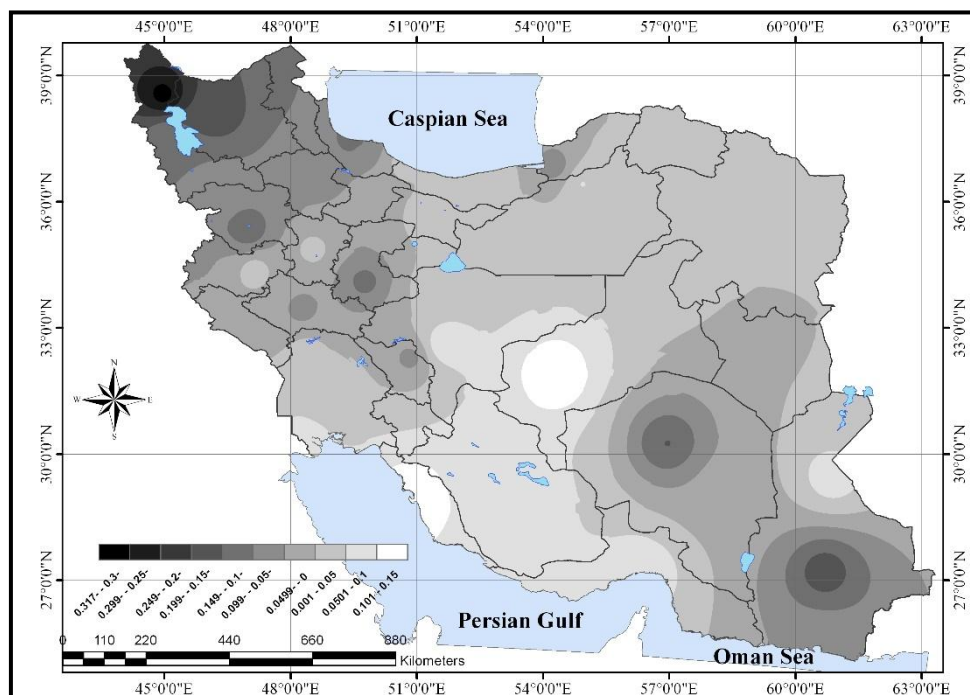 45°0'0"E 48°0'0"E 51°0'0"E 54°0'0"E 57°0'0"E 60°0'0"E 63°0'0"E
39°0'0"N 39°0'0"N
Caspian Sea
36°0'0"N 36°0'0"N
33°0'0"N 33°0'0"N
N
W E
S
30°0'0"N 30°0'0"N
27°0'0"N 27°0'0"N
0.317- - 0.3-
0.299- - 0.25-
0.249- - 0.2-
0.199- - 0.15-
0.149- - 0.1-
0.099- - 0.05-
0.0499- - 0
0.001 - 0.05
0.0501 - 0.1
0.101 - 0.15
Persian Gulf
0 110 220 440 660 880
Kilometers
Oman Sea
45°0'0"E 48°0'0"E 51°0'0"E 54°0'0"E 57°0'0"E 60°0'0"E 63°0'0"E